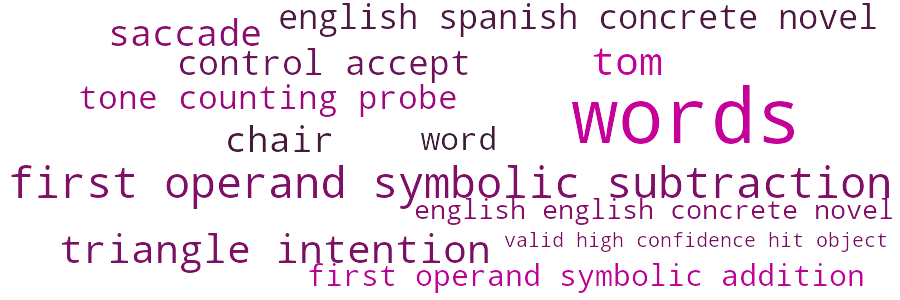 english spanish concrete novel
saccade
control accept
tom
tone counting probe
words
chair
word
first operand symbolic subtraction
english english concrete novel
triangle intention
valid high confidence hit object
first operand symbolic addition